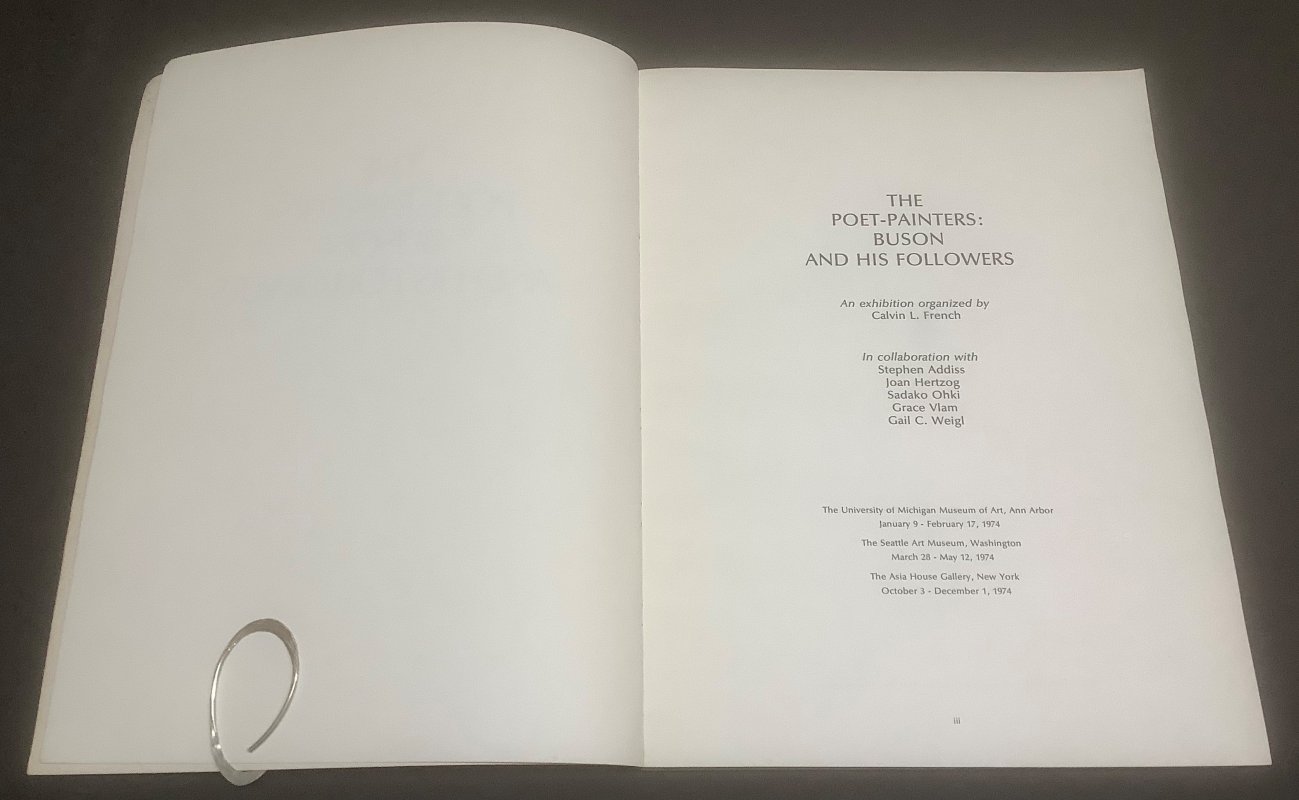 THE
POET-PAINTERS:
BUSON
AND HIS FOLLOWERS
An exhibition organized by
Calvin L. French
In collaboration with
Stephen Addiss
Joan Hertzog
Sadako Ohki
Grace Vlam
Gail C. Weigl
The University of Michigan Museum of Art, Ann Arbor
January 9 - February 17, 1974
The Seattle Art Museum, Washington
March 28 - May 12, 1974
The Asia House Gallery, New York
October 3 - December 1, 1974
iii